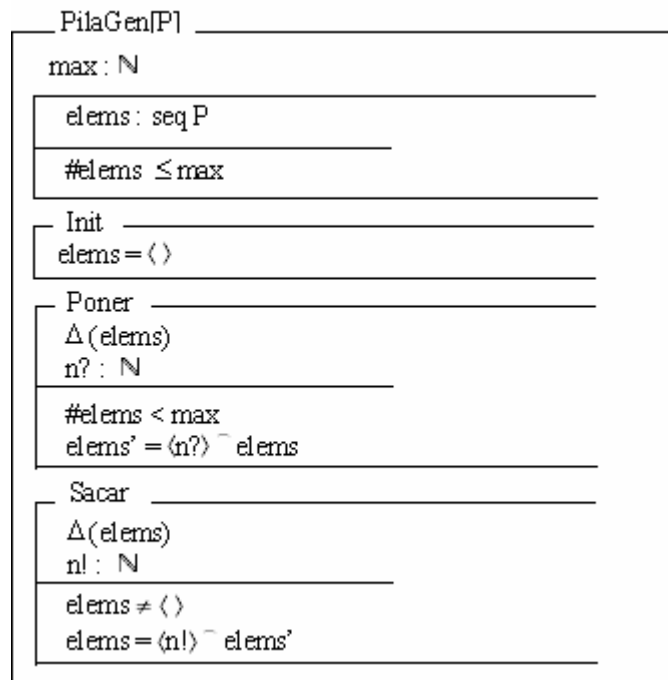 PilaGen[P]
max : ℕ
elems : seq P
#elems ≤ max
Init
elems = ⟨ ⟩
Poner
Δ(elems)
n? : ℕ
#elems < max
elems' = ⟨n?⟩ ⌒ elems
Sacar
Δ(elems)
n! : ℕ
elems ≠ ⟨ ⟩
elems = ⟨n!⟩ ⌒ elems'